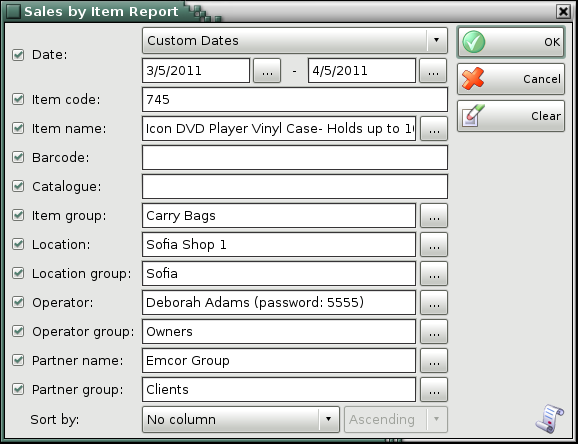 Sales by Item Report
Date: Custom Dates OK
3/5/2011 ... - 4/5/2011 ... Cancel
Item code: 745
Item name: Icon DVD Player Vinyl Case- Holds up to ...
Clear
Barcode:
Catalogue:
Item group: Carry Bags ...
Location: Sofia Shop 1 ...
Location group: Sofia ...
Operator: Deborah Adams (password: 5555) ...
Operator group: Owners ...
Partner name: Emcor Group ...
Partner group: Clients ...
Sort by: No column Ascending